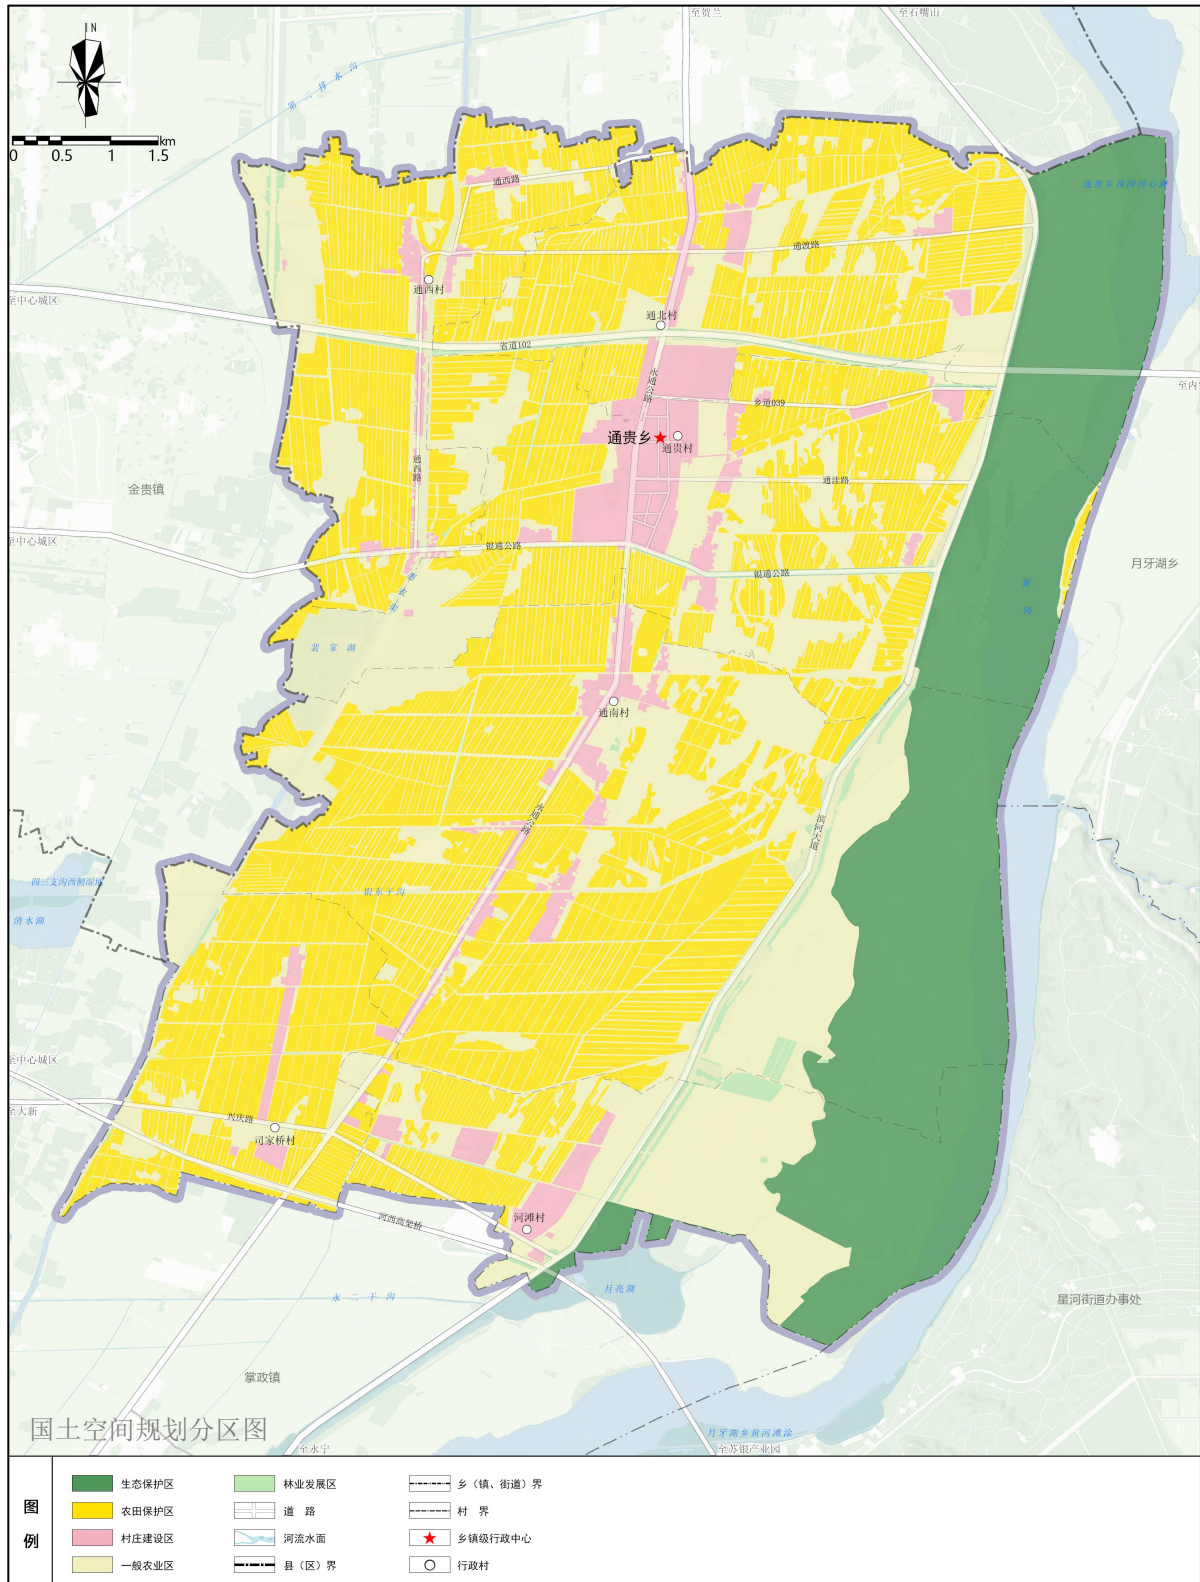 至贺兰
至石嘴山
N
第二排水沟
km
0 0.5 1 1.5
通西路
通贵乡黄河河心滩
通渡路
通西村
至中心城区
通北村
省道102
永通公路
乡道039
通贵乡
通贵村
通西路
通洼路
金贵镇
至中心城区
银通公路
银通公路
月牙湖乡
黄河
裴家湖
通南村
永通公路
滨河大道
四三支沟西侧湿地
清水湖
银东干沟
至中心城区
至大新
兴庆路
司家桥村
河滩村
河西高架桥
月亮湖
永二干沟
星河街道办事处
掌政镇
国土空间规划分区图
月牙湖乡黄河滩涂
至永宁
至苏银产业园
图例
生态保护区
农田保护区
村庄建设区
一般农业区
林业发展区
道 路
河流水面
县（区）界
乡（镇、街道）界
村 界
乡镇级行政中心
行政村